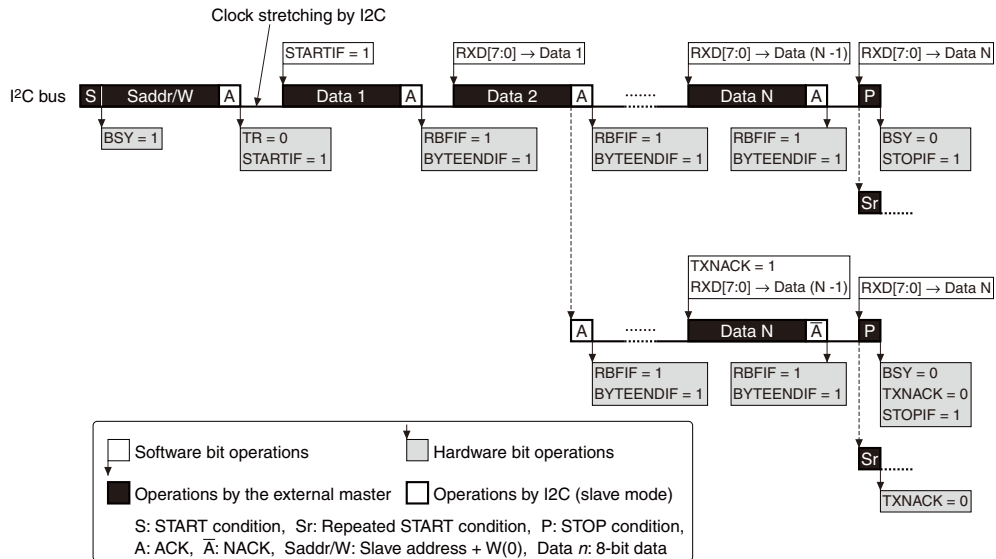 Clock stretching by I2C
STARTIF = 1
RXD[7:0] → Data 1
RXD[7:0] → Data (N -1)
RXD[7:0] → Data N
I²C bus
S
Saddr/W
A
Data 1
A
Data 2
A
Data N
A
P
BSY = 1
TR = 0
STARTIF = 1
RBFIF = 1
BYTEENDIF = 1
RBFIF = 1
BYTEENDIF = 1
RBFIF = 1
BYTEENDIF = 1
BSY = 0
STOPIF = 1
Sr
TXNACK = 1
RXD[7:0] → Data (N -1)
RXD[7:0] → Data N
A
Data N
A̅
P
RBFIF = 1
BYTEENDIF = 1
RBFIF = 1
BYTEENDIF = 1
BSY = 0
TXNACK = 0
STOPIF = 1
Sr
TXNACK = 0
Software bit operations
Hardware bit operations
Operations by the external master
Operations by I2C (slave mode)
S: START condition, Sr: Repeated START condition, P: STOP condition,
A: ACK, A̅: NACK, Saddr/W: Slave address + W(0), Data n: 8-bit data